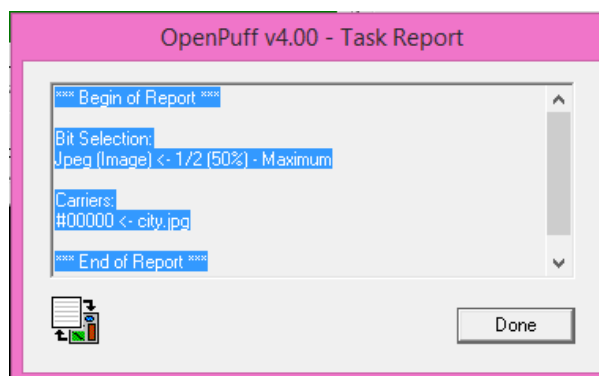 OpenPuff v4.00 - Task Report
*** Begin of Report ***
Bit Selection:
Jpeg (Image) <- 1/2 (50%) - Maximum
Carriers:
#00000 <- city.jpg
*** End of Report ***
Done